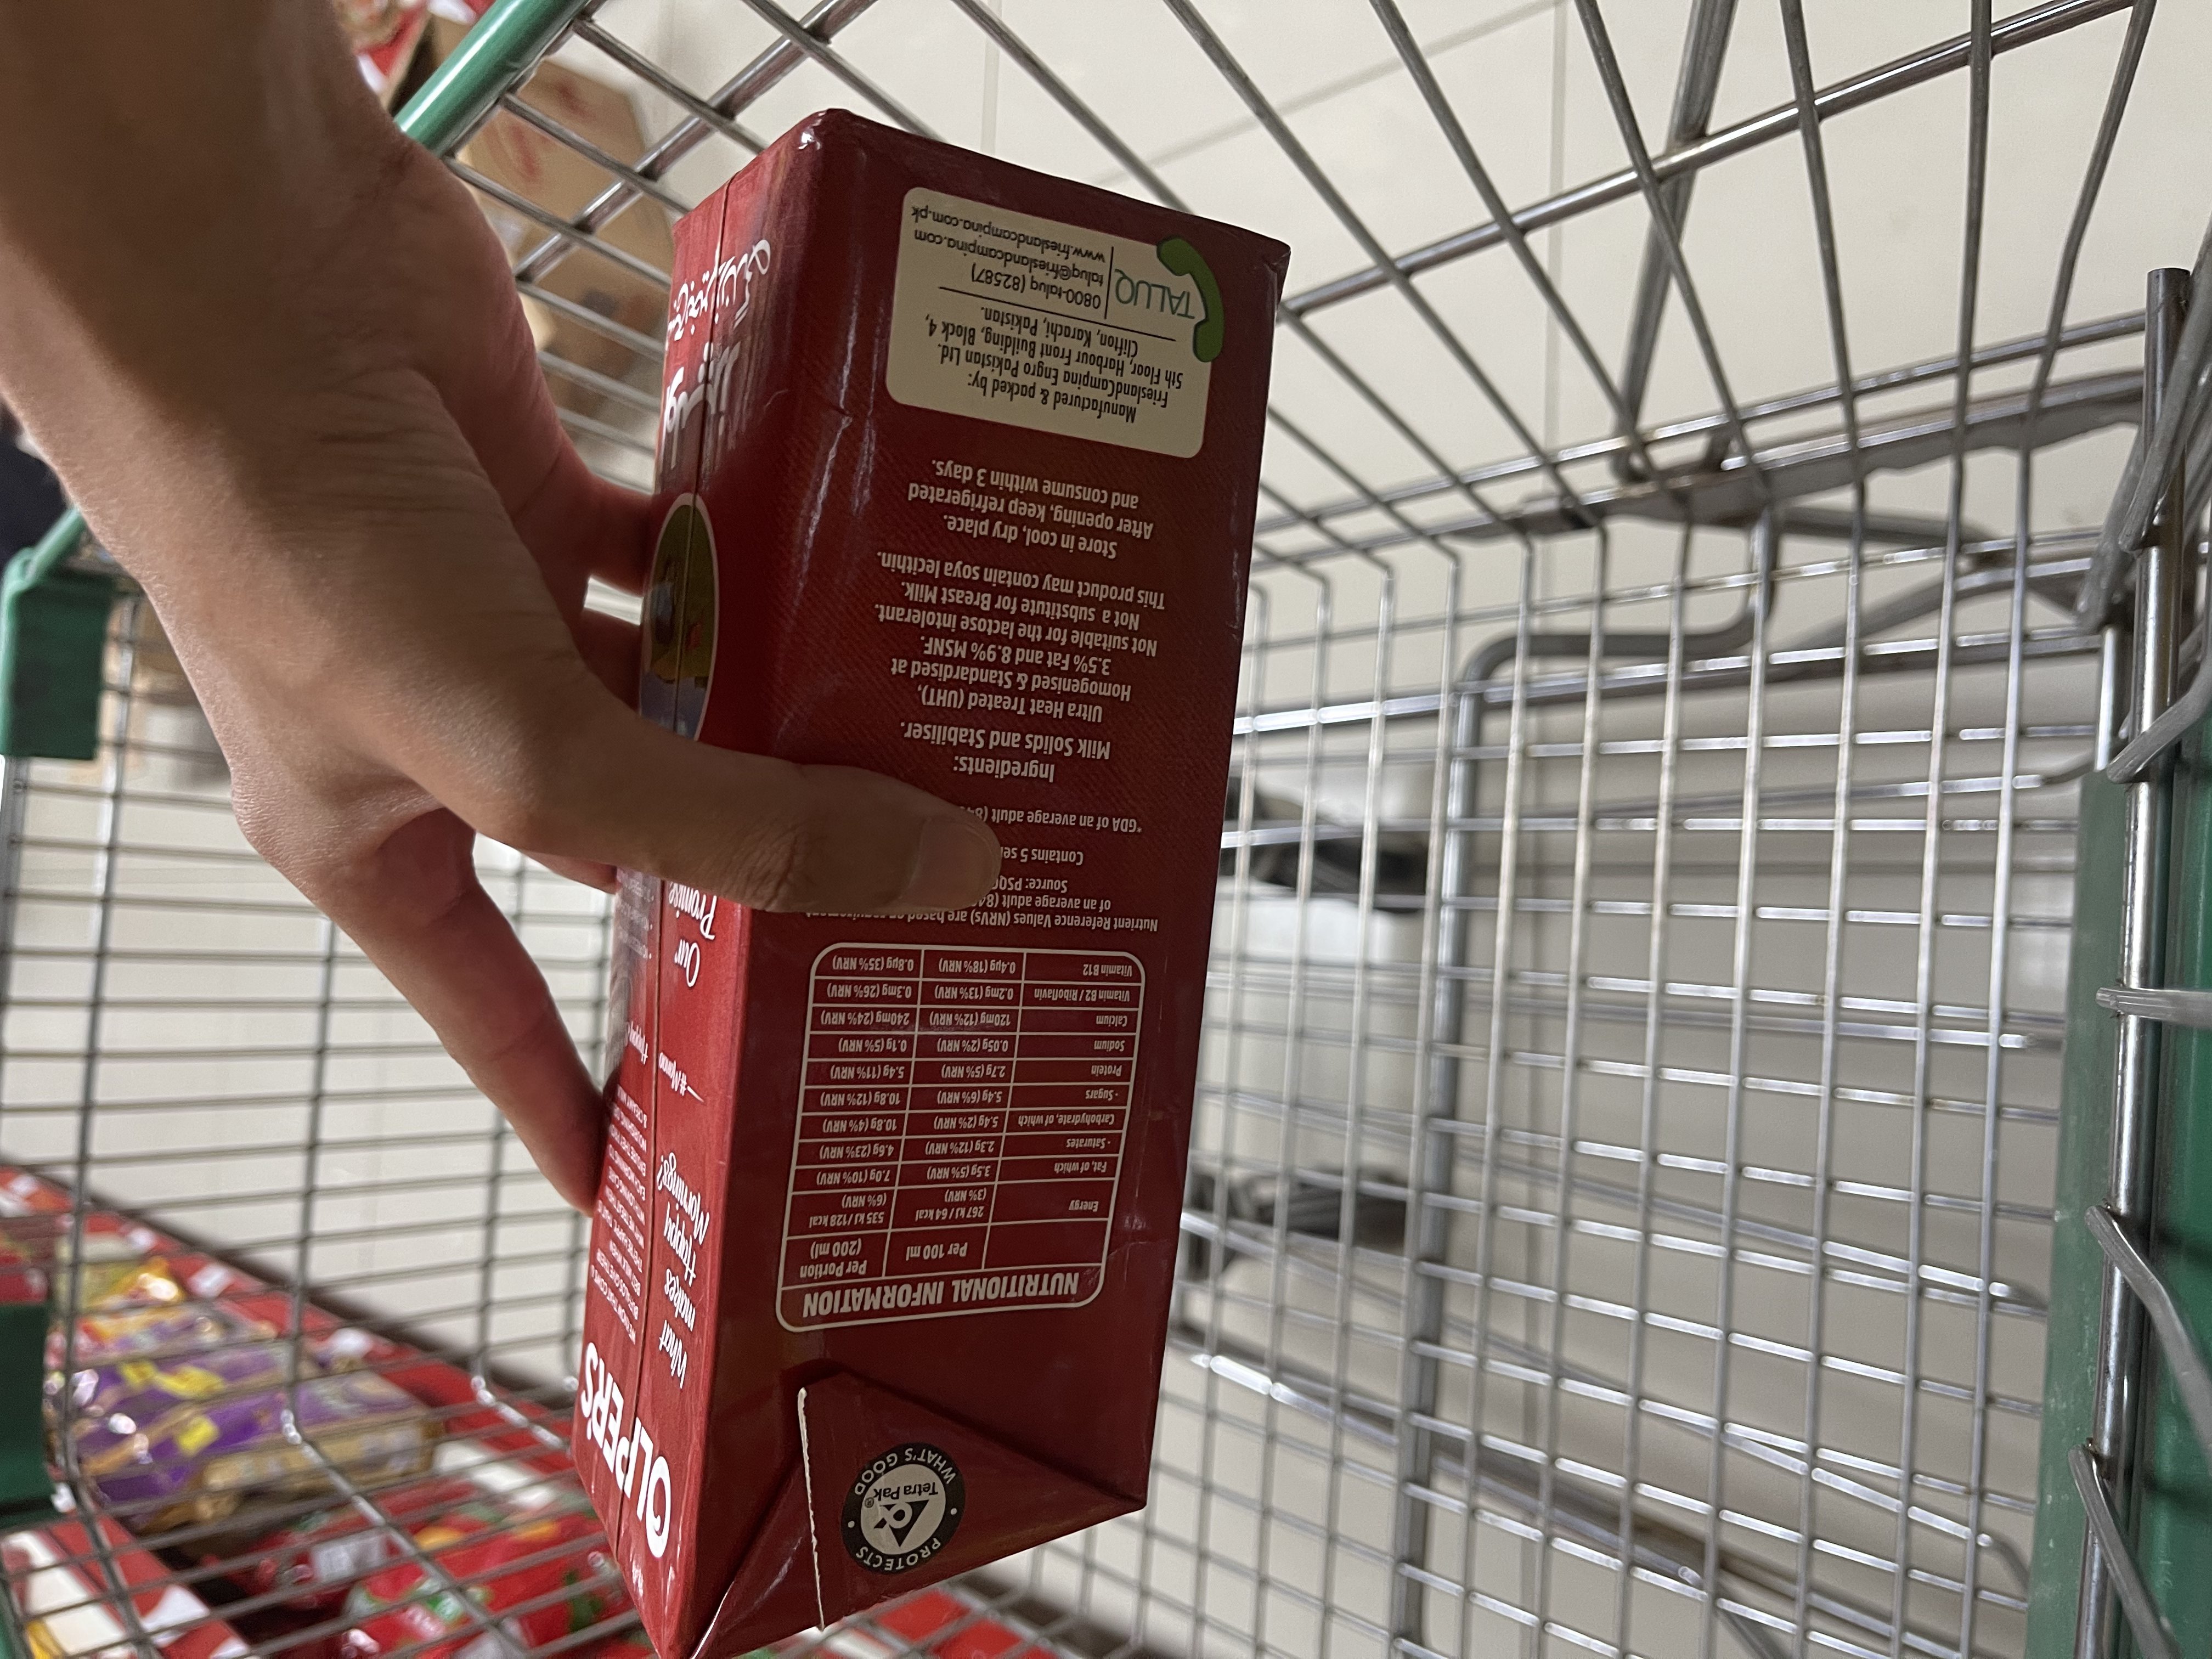 OLPER'S
What
makes
Happy
Mornings?
Our
Promise
اولپرز
PROTECTS
Tetra Pak®
WHAT'S GOOD
NUTRITIONAL INFORMATION
Per 100 ml Per Portion (200 ml)
Energy 267 kJ / 64 kcal (3% NRV) 535 kJ / 128 kcal (6% NRV)
Fat, of which 3.5g (5% NRV) 7.0g (10% NRV)
- Saturates 2.3g (12% NRV) 4.6g (23% NRV)
Carbohydrate, of which 5.4g (2% NRV) 10.8g (4% NRV)
- Sugars 5.4g (6% NRV) 10.8g (12% NRV)
Protein 2.7g (5% NRV) 5.4g (11% NRV)
Sodium 0.05g (2% NRV) 0.1g (5% NRV)
Calcium 120mg (12% NRV) 240mg (24% NRV)
Vitamin B2 / Riboflavin 0.2mg (13% NRV) 0.3mg (26% NRV)
Vitamin B12 0.4µg (18% NRV) 0.8µg (35% NRV)
Nutrient Reference Values (NRVs) are based on requirement
of an average adult
Source:
Contains 5
*GDA of an average adult
Ingredients:
Milk Solids and Stabiliser.
Ultra Heat Treated (UHT),
Homogenised & Standardised at
3.5% Fat and 8.9% MSNF.
Not suitable for the lactose intolerant.
Not a substitute for Breast Milk.
This product may contain soya lecithin.
Store in cool, dry place.
After opening, keep refrigerated
and consume within 3 days.
Manufactured & packed by:
FrieslandCampina Engro Pakistan Ltd.
5th Floor, Harbour Front Building, Block 4,
Clifton, Karachi, Pakistan.
TALUQ
0800-taluq (82587)
taluq@frieslandcampina.com
www.frieslandcampina.com.pk